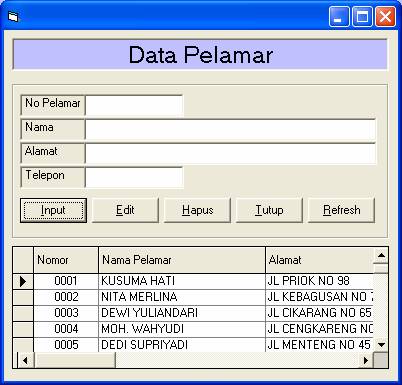 Data Pelamar
No Pelamar
Nama
Alamat
Telepon
Input Edit Hapus Tutup Refresh
Nomor Nama Pelamar Alamat
0001 KUSUMA HATI JL PRIOK NO 98
0002 NITA MERLINA JL KEBAGUSAN NO
0003 DEWI YULIANDARI JL CIKARANG NO 65
0004 MOH. WAHYUDI JL CENGKARENG NO
0005 DEDI SUPRIYADI JL MENTENG NO 45